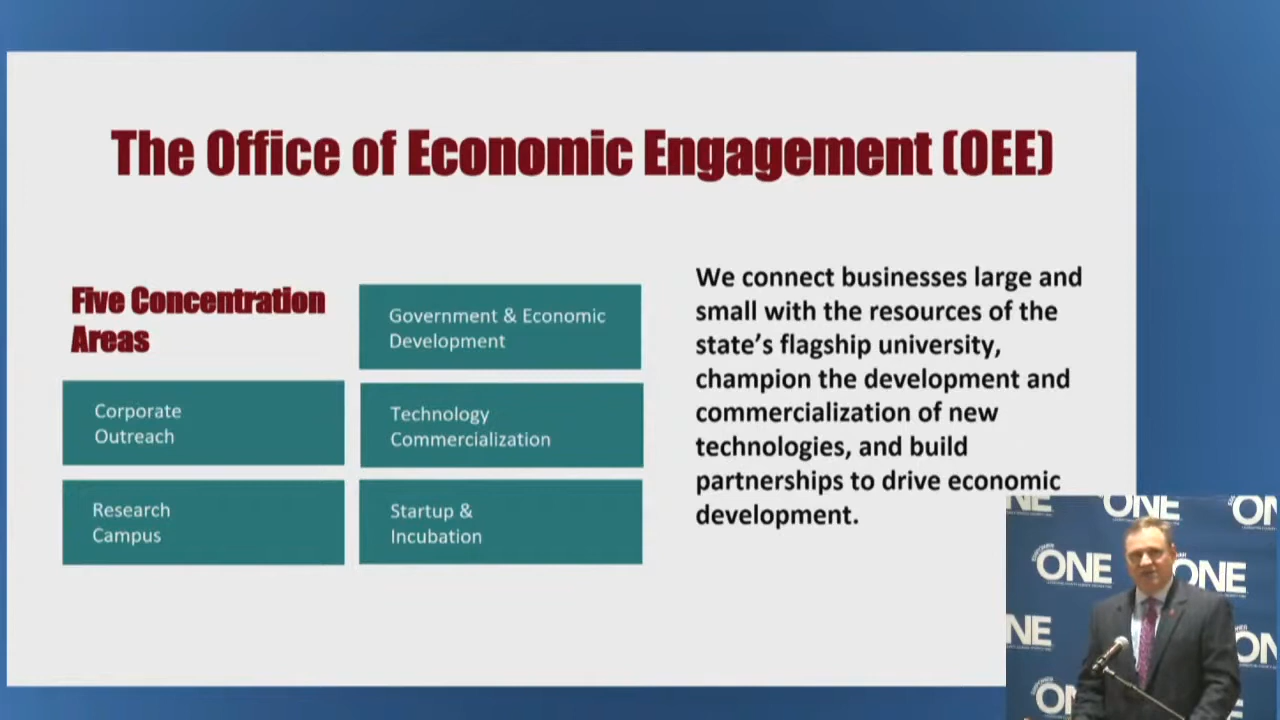 The Office of Economic Engagement (OEE)
Five Concentration
Areas
Government & Economic
Development
Corporate
Outreach
Technology
Commercialization
Research
Campus
Startup &
Incubation
We connect businesses large and
small with the resources of the
state's flagship university,
champion the development and
commercialization of new
technologies, and build
partnerships to drive economic
development.
ONE
ONE
ONE